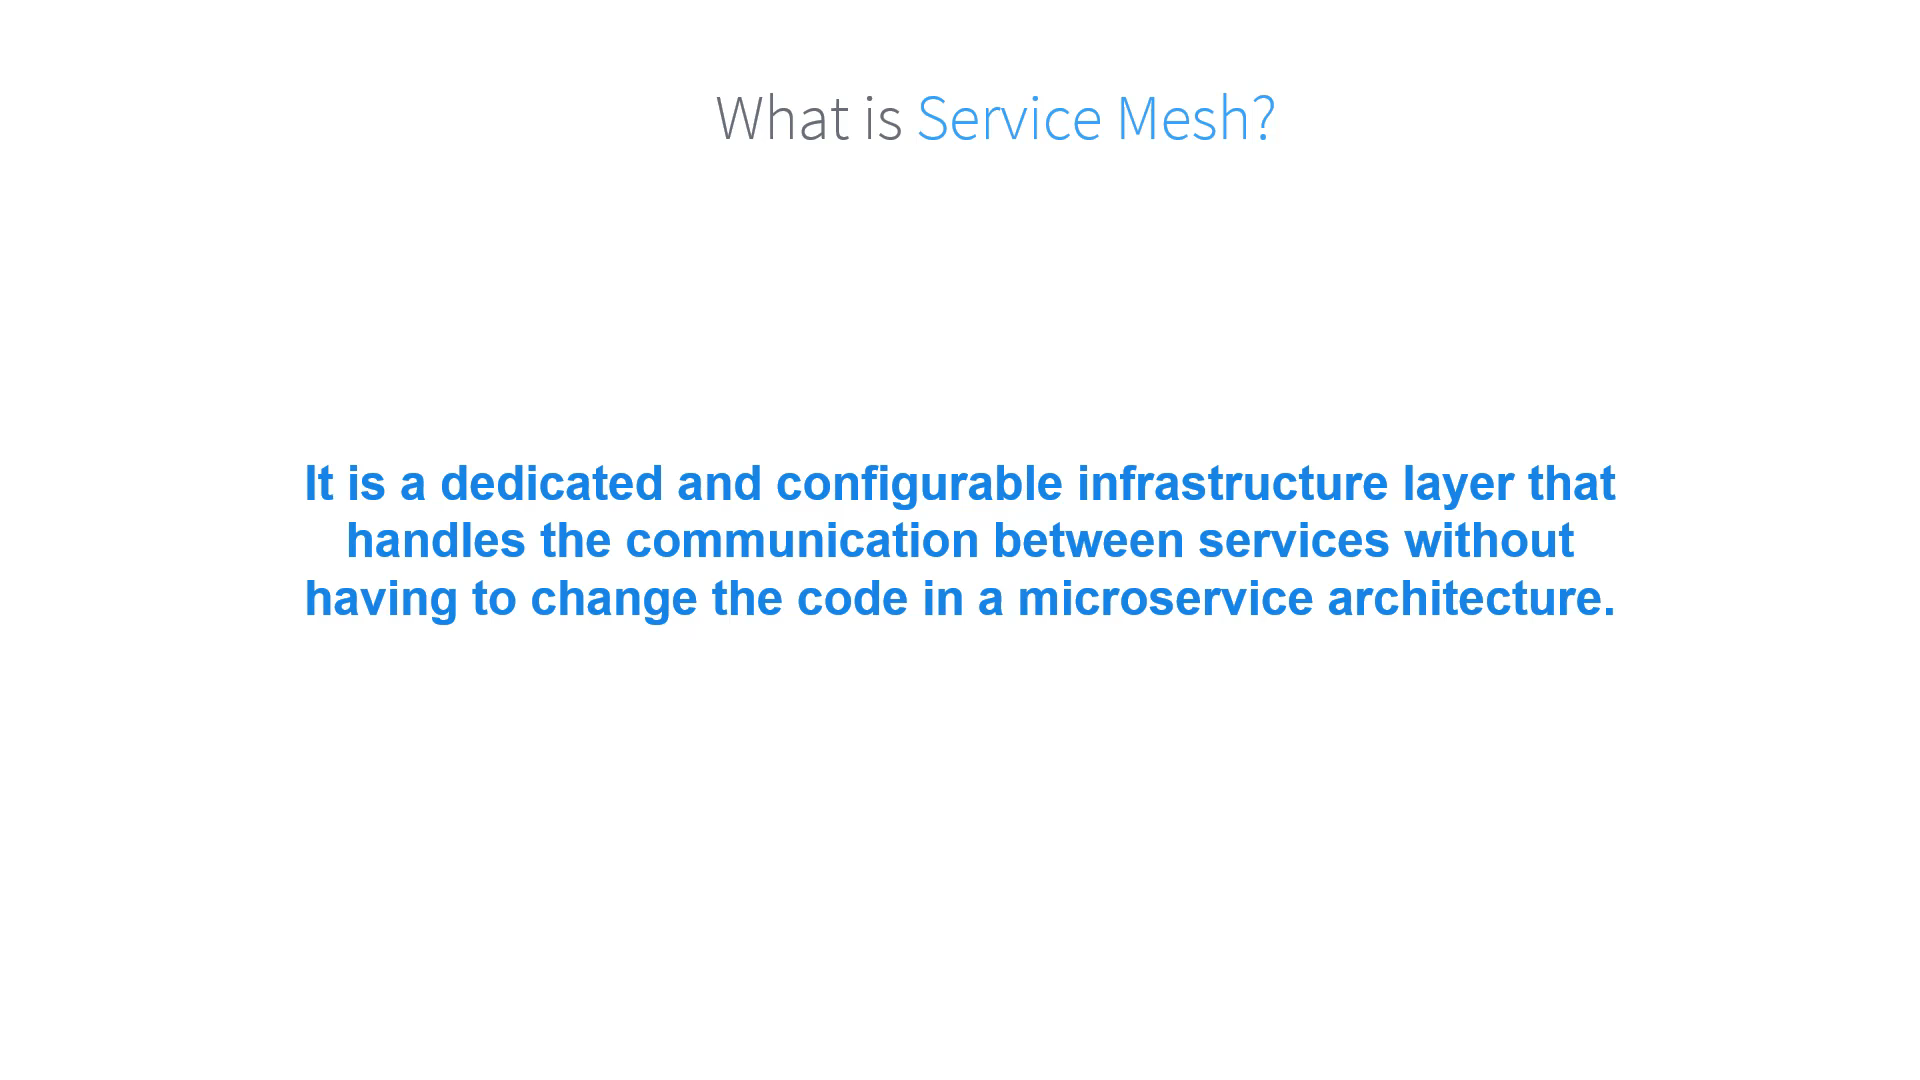 What is Service Mesh?
It is a dedicated and configurable infrastructure layer that
handles the communication between services without
having to change the code in a microservice architecture.